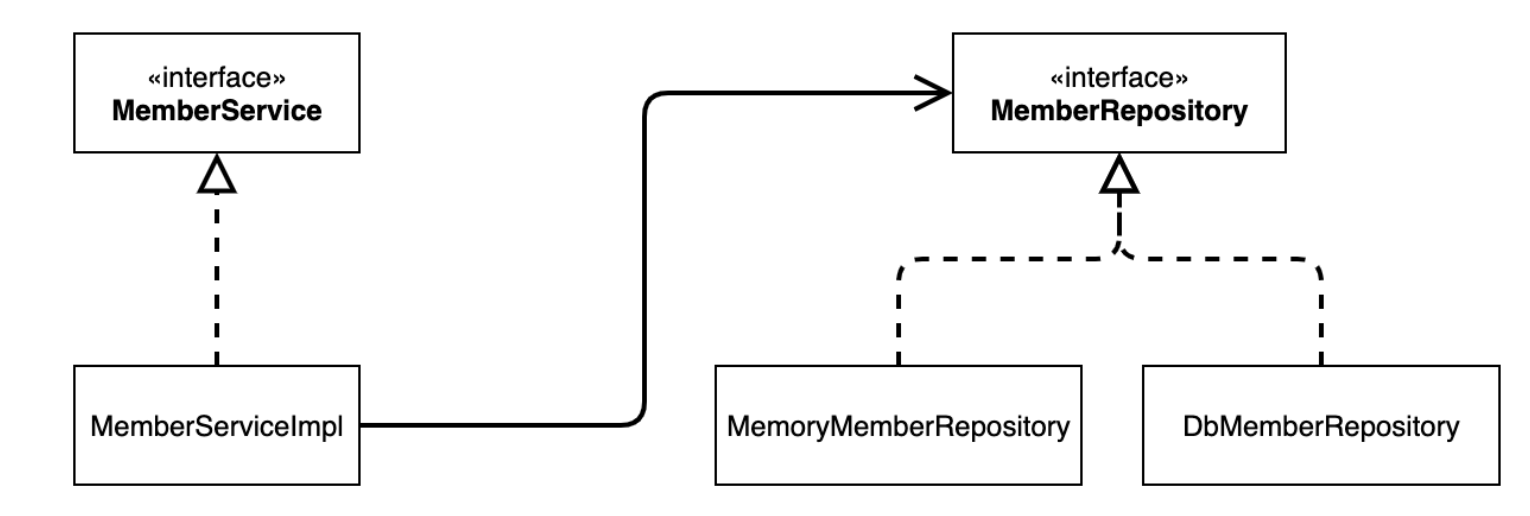 «interface»
MemberService
«interface»
MemberRepository
MemberServiceImpl
MemoryMemberRepository
DbMemberRepository